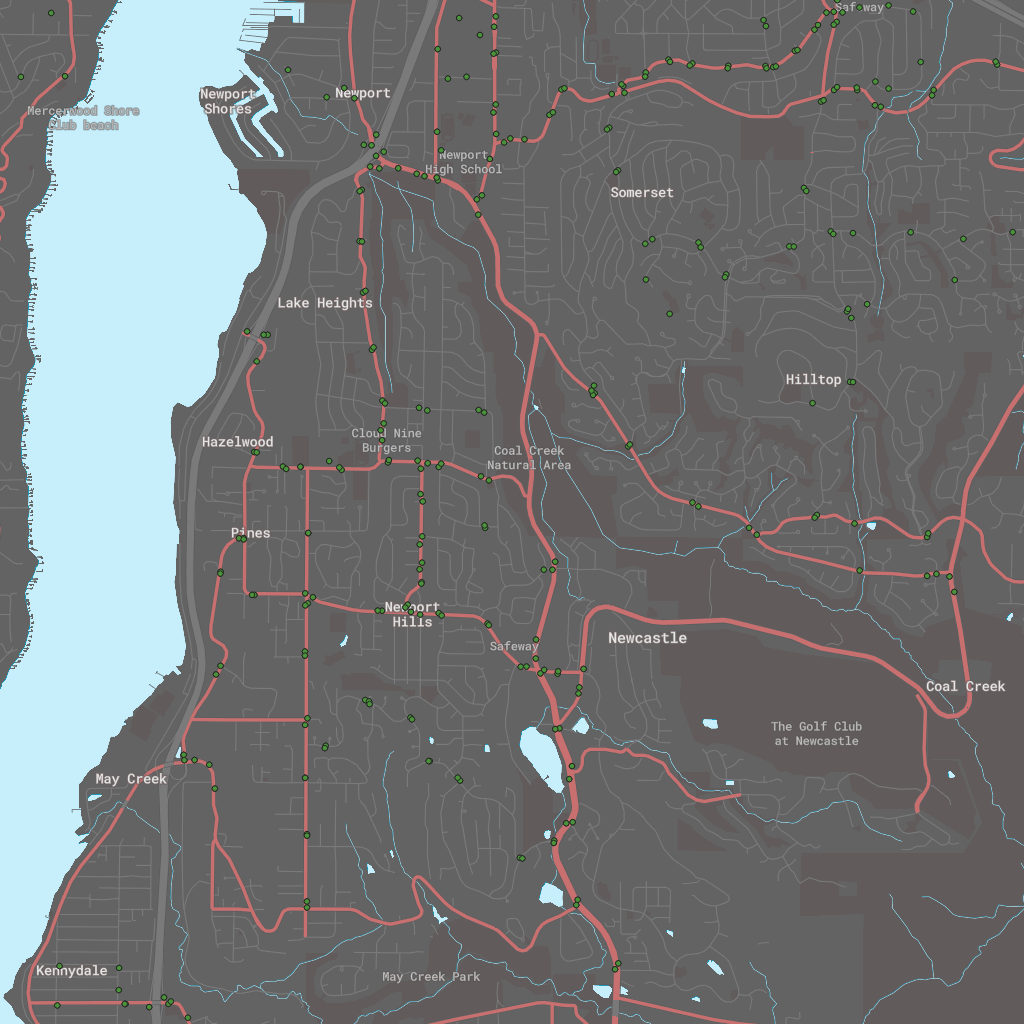 Safeway
Newport
Shores
Newport
Mercerwood Shore
Club beach
Newport
High School
Somerset
Lake Heights
Hilltop
Cloud Nine
Burgers
Hazelwood
Coal Creek
Natural Area
Pines
Newport
Hills
Newcastle
Safeway
Coal Creek
The Golf Club
at Newcastle
May Creek
Kennydale
May Creek Park